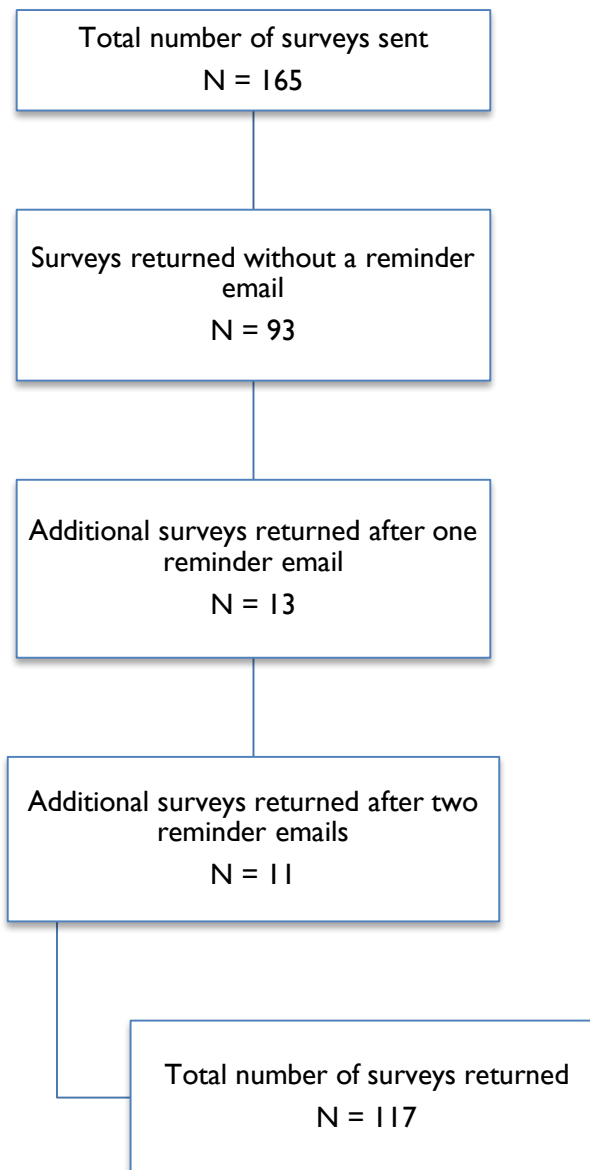 Total number of surveys sent
N = 165
Surveys returned without a reminder
email
N = 93
Additional surveys returned after one
reminder email
N = 13
Additional surveys returned after two
reminder emails
N = 11
Total number of surveys returned
N = 117